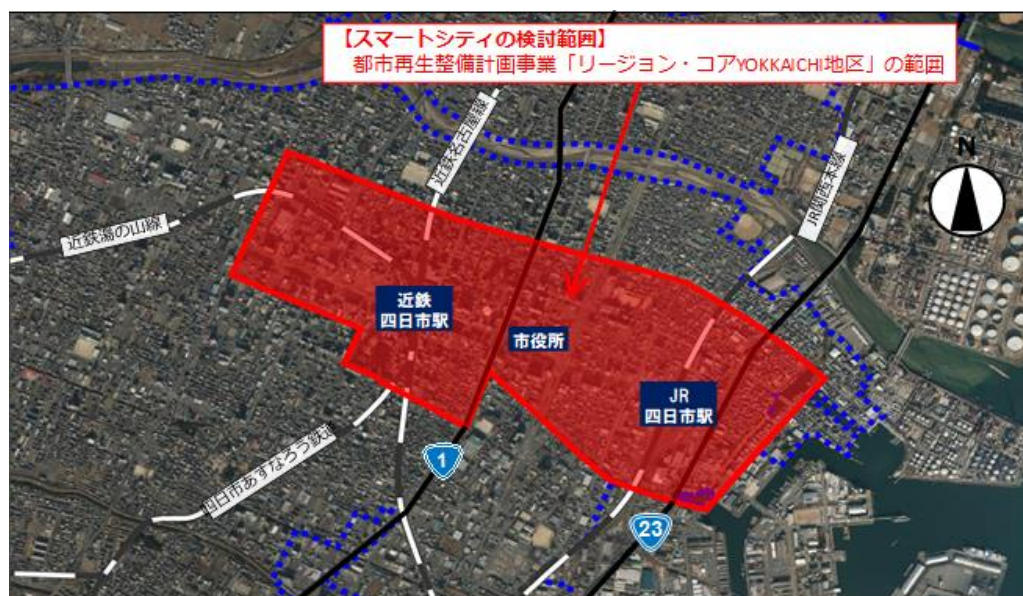 【スマートシティの検討範囲】
都市再生整備計画事業「リージョン・コアYOKKAICHI地区」の範囲
近鉄名古屋線
JR関西本線
N
近鉄湯の山線
近鉄
四日市駅
市役所
JR
四日市駅
四日市あすなろう鉄道
1
23